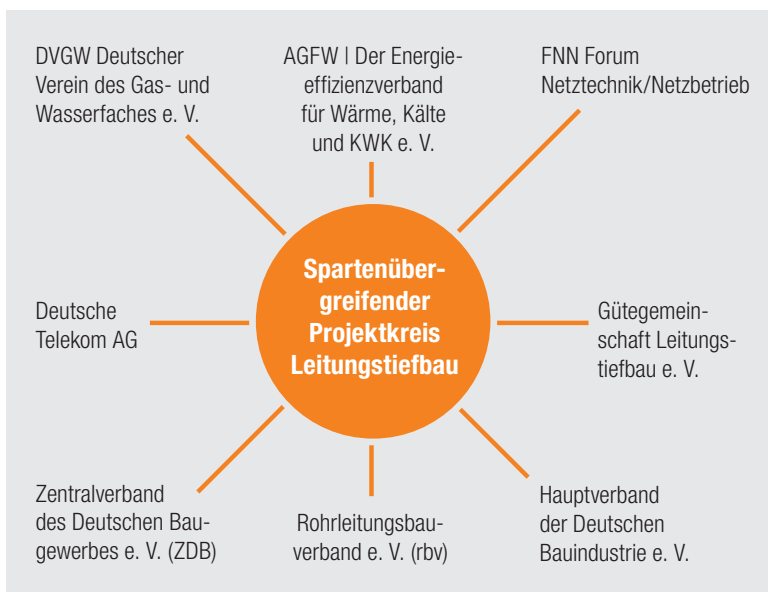 DVGW Deutscher
Verein des Gas- und
Wasserfaches e. V.
AGFW | Der Energie-
effizienzverband
für Wärme, Kälte
und KWK e. V.
FNN Forum
Netztechnik/Netzbetrieb
Spartenüber-
greifender
Projektkreis
Leitungstiefbau
Deutsche
Telekom AG
Gütegemein-
schaft Leitungs-
tiefbau e. V.
Zentralverband
des Deutschen Bau-
gewerbes e. V. (ZDB)
Rohrleitungsbau-
verband e. V. (rbv)
Hauptverband
der Deutschen
Bauindustrie e. V.